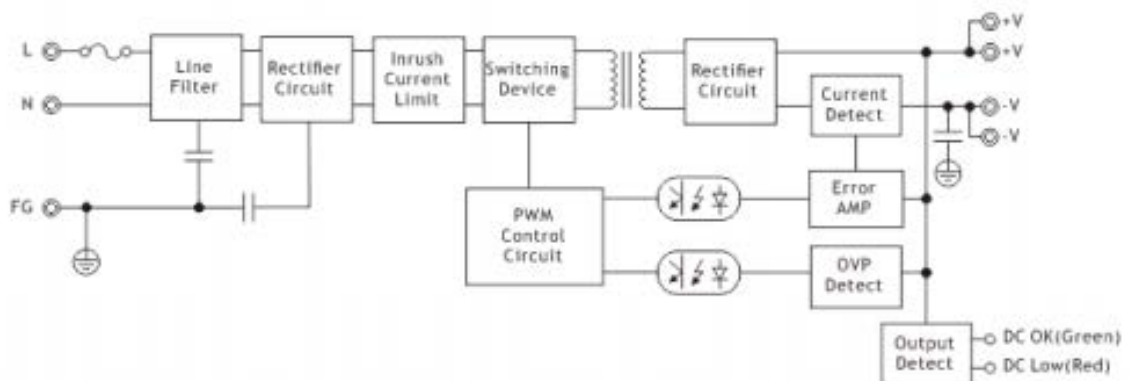 L
N
FG
Line
Filter
Rectifier
Circuit
Inrush
Current
Limit
Switching
Device
Rectifier
Circuit
Current
Detect
+V
+V
-V
-V
PWM
Control
Circuit
Error
AMP
OVP
Detect
Output
Detect
DC OK(Green)
DC Low(Red)